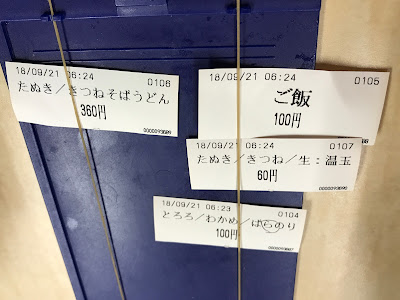 18/09/21 06:24 0106
たぬき/きつねそばうどん
360円
0000093689
18/09/21 06:24 0105
ご飯
100円
18/09/21 06:24 0107
たぬき/きつね/生:温玉
60円
0000093690
18/09/21 06:23 0104
とろろ/わかめ/ばらのり
100円
0000093687